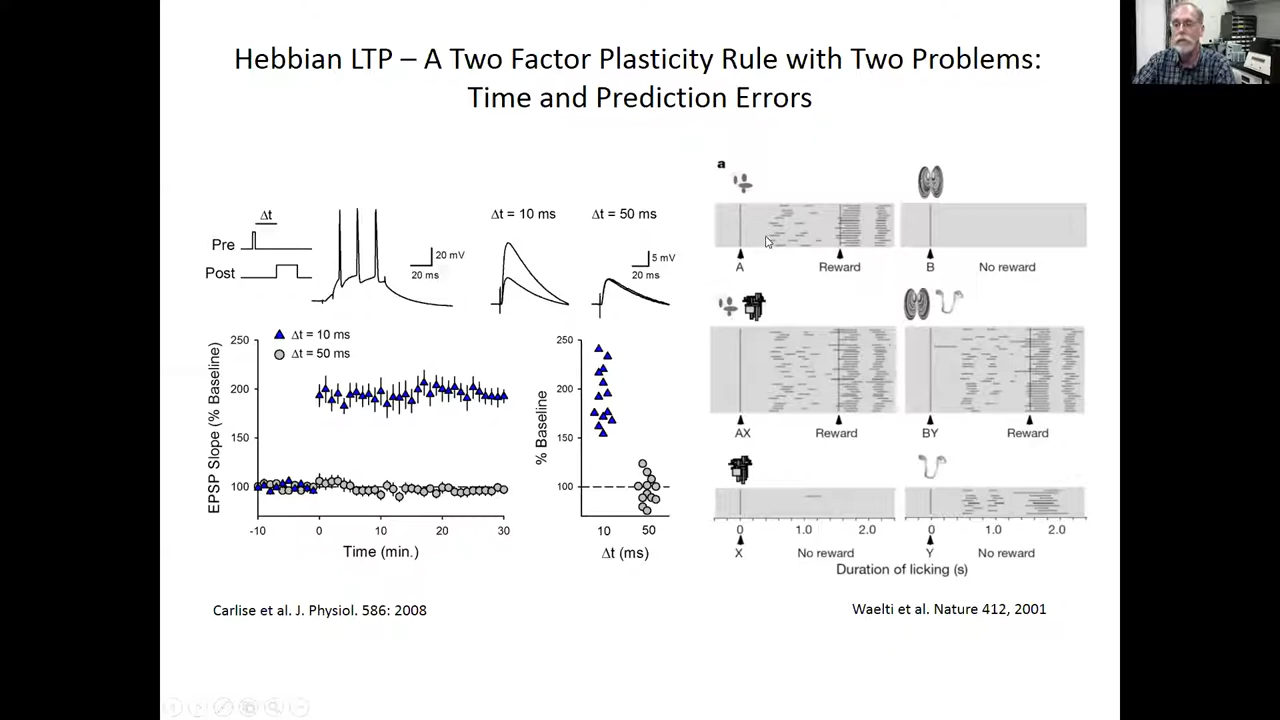 Hebbian LTP – A Two Factor Plasticity Rule with Two Problems:
Time and Prediction Errors
Δt
Pre
Post
20 mV
20 ms
Δt = 10 ms
Δt = 50 ms
5 mV
20 ms
Δt = 10 ms
Δt = 50 ms
EPSP Slope (% Baseline)
250
200
150
100
-10
0
10
20
30
Time (min.)
% Baseline
250
200
150
100
10
50
Δt (ms)
a
A
Reward
B
No reward
AX
Reward
BY
Reward
0
1.0
2.0
0
1.0
2.0
X
No reward
Y
No reward
Duration of licking (s)
Carlise et al. J. Physiol. 586: 2008
Waelti et al. Nature 412, 2001